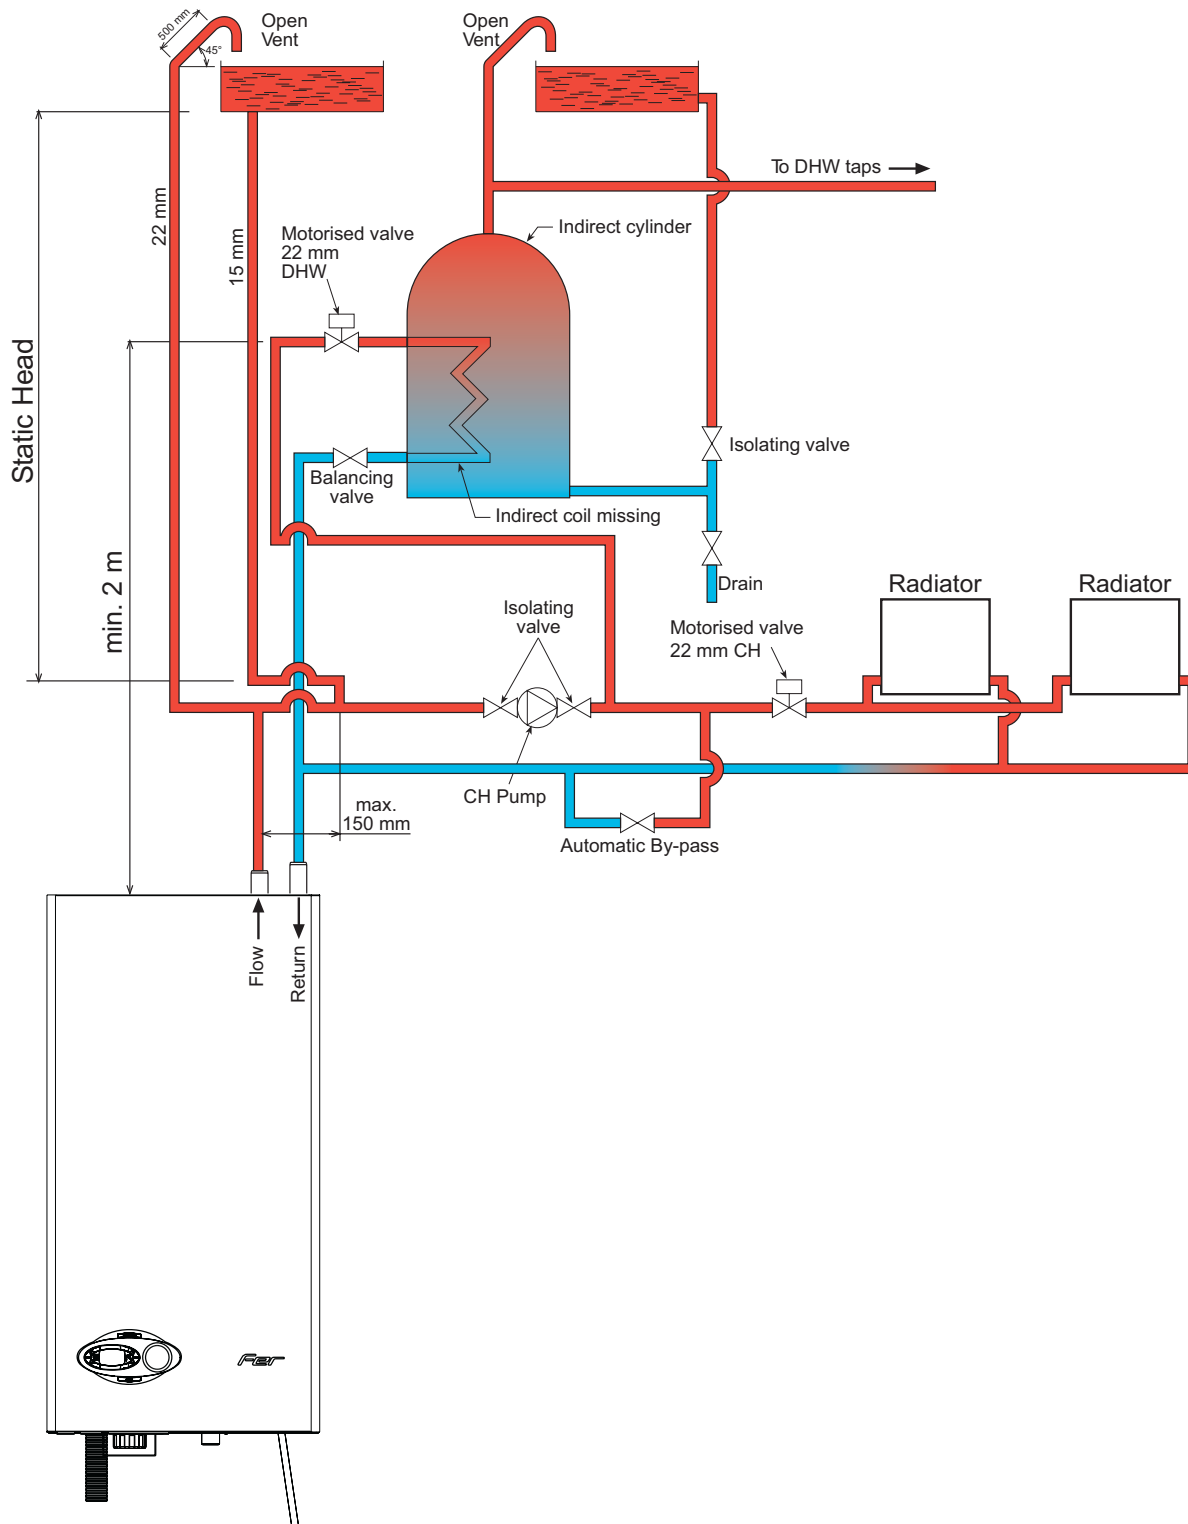 500 mm
45°
Open
Vent
Open
Vent
To DHW taps
22 mm
15 mm
Motorised valve
22 mm
DHW
Indirect cylinder
Static Head
Isolating valve
Balancing
valve
Indirect coil missing
min. 2 m
Drain
Isolating
valve
Motorised valve
22 mm CH
Radiator
Radiator
CH Pump
max.
150 mm
Automatic By-pass
Flow
Return
Fer